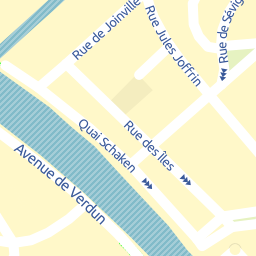 Rue de Joinville
Rue Jules Joffrin
Rue de Sévig
Quai Schaken
Rue des îles
Avenue de Verdun